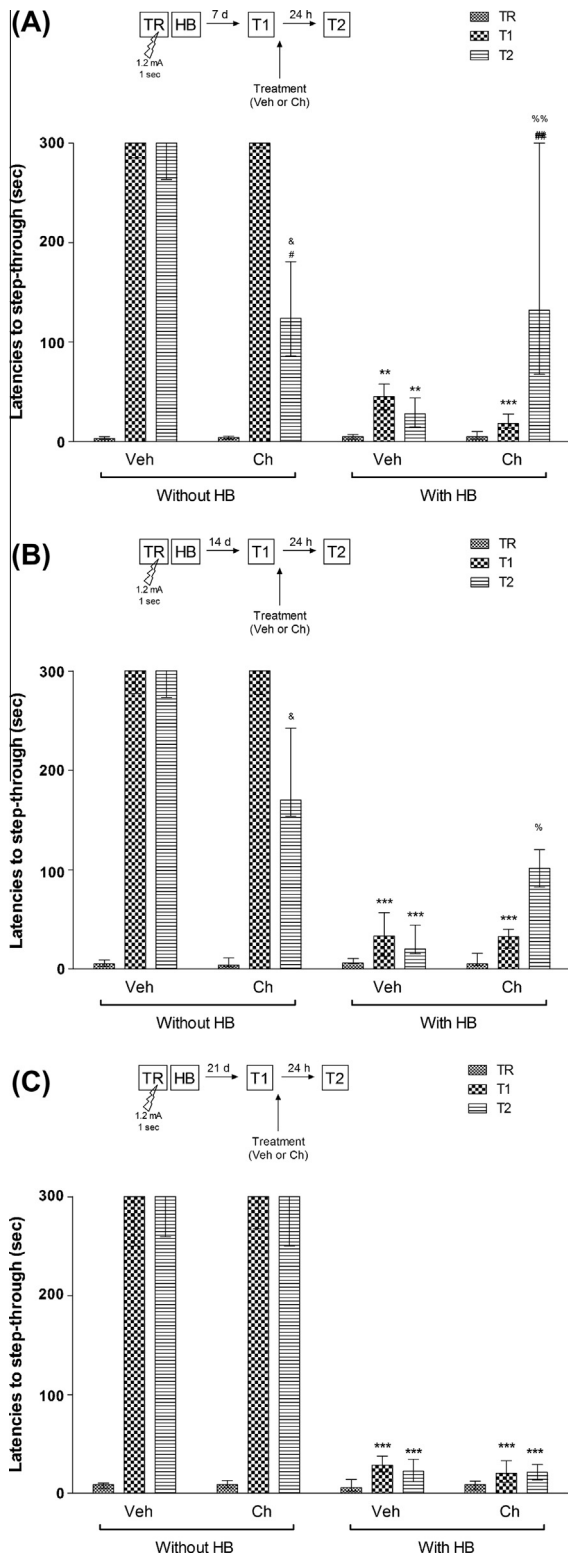 (A)
TR HB 7 d T1 24 h T2
1.2 mA
1 sec
Treatment
(Veh or Ch)
TR
T1
T2
Latencies to step-through (sec)
300
200
100
0
&
#
**
**
***
%%
##
Veh Ch Veh Ch
Without HB With HB
(B)
TR HB 14 d T1 24 h T2
1.2 mA
1 sec
Treatment
(Veh or Ch)
TR
T1
T2
Latencies to step-through (sec)
300
200
100
0
&
***
***
***
%
Veh Ch Veh Ch
Without HB With HB
(C)
TR HB 21 d T1 24 h T2
1.2 mA
1 sec
Treatment
(Veh or Ch)
TR
T1
T2
Latencies to step-through (sec)
300
200
100
0
***
***
***
***
Veh Ch Veh Ch
Without HB With HB